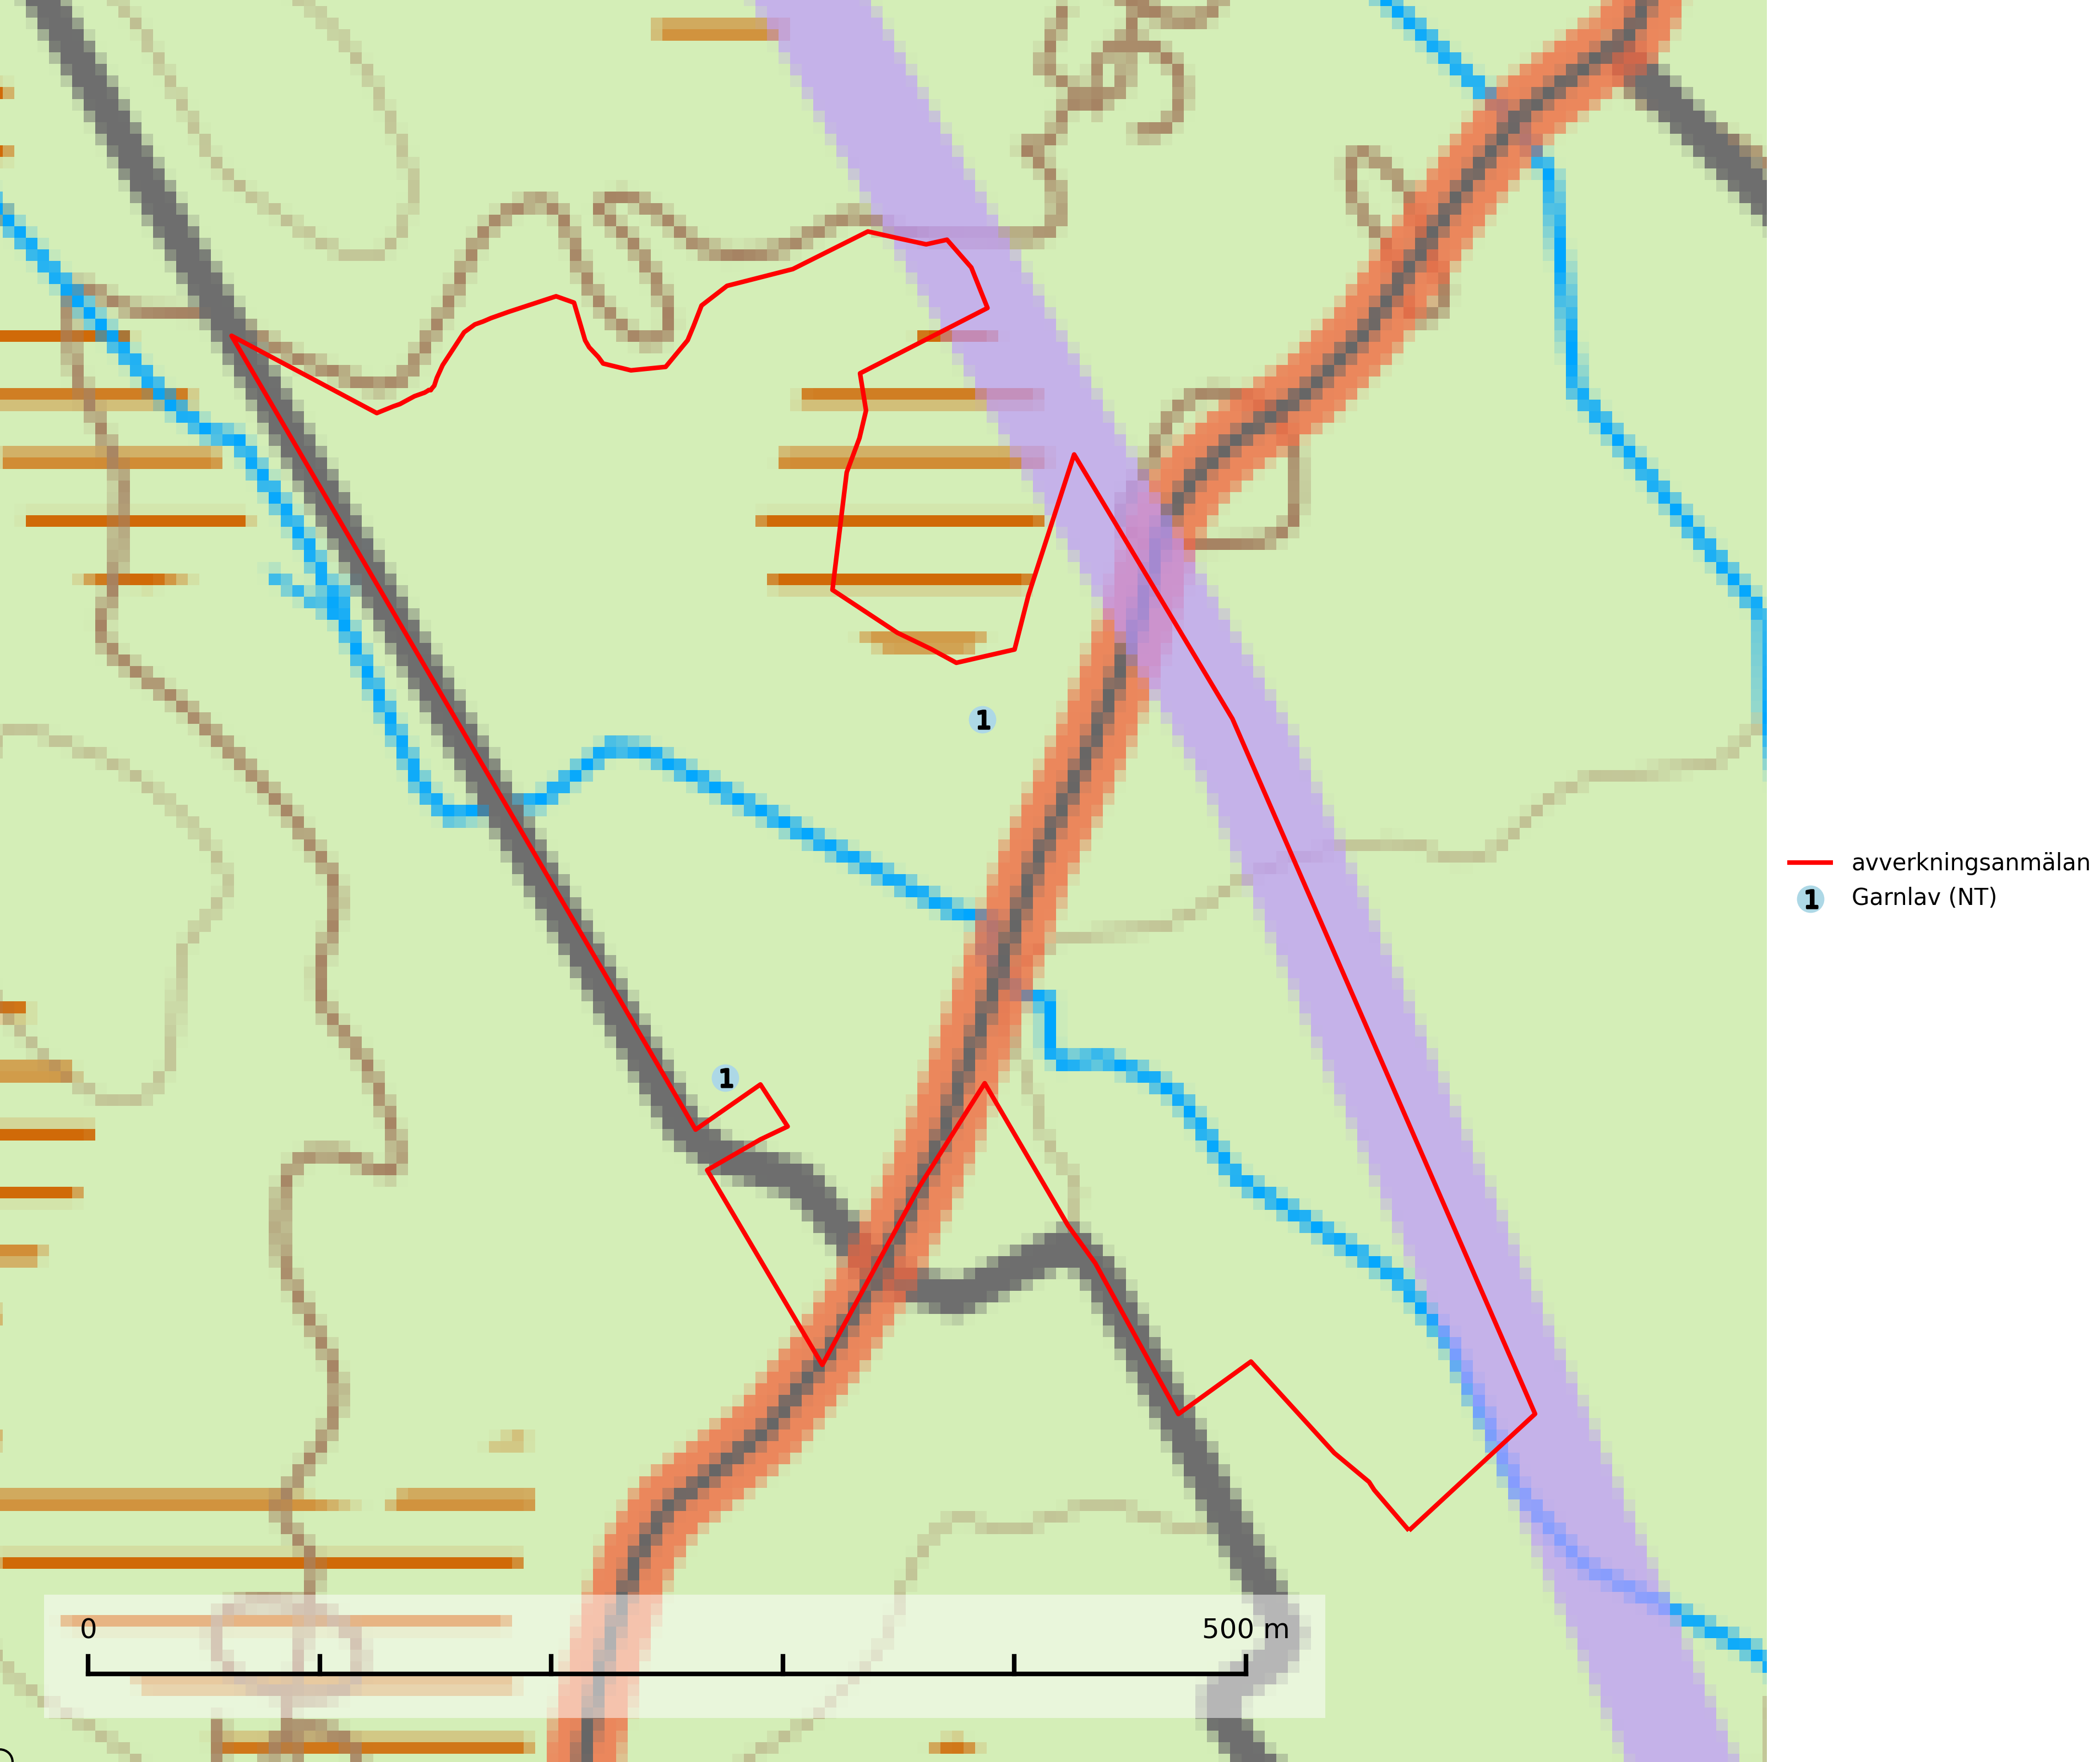 1
1
avverkningsanmälan
1 Garnlav (NT)
0 500 m